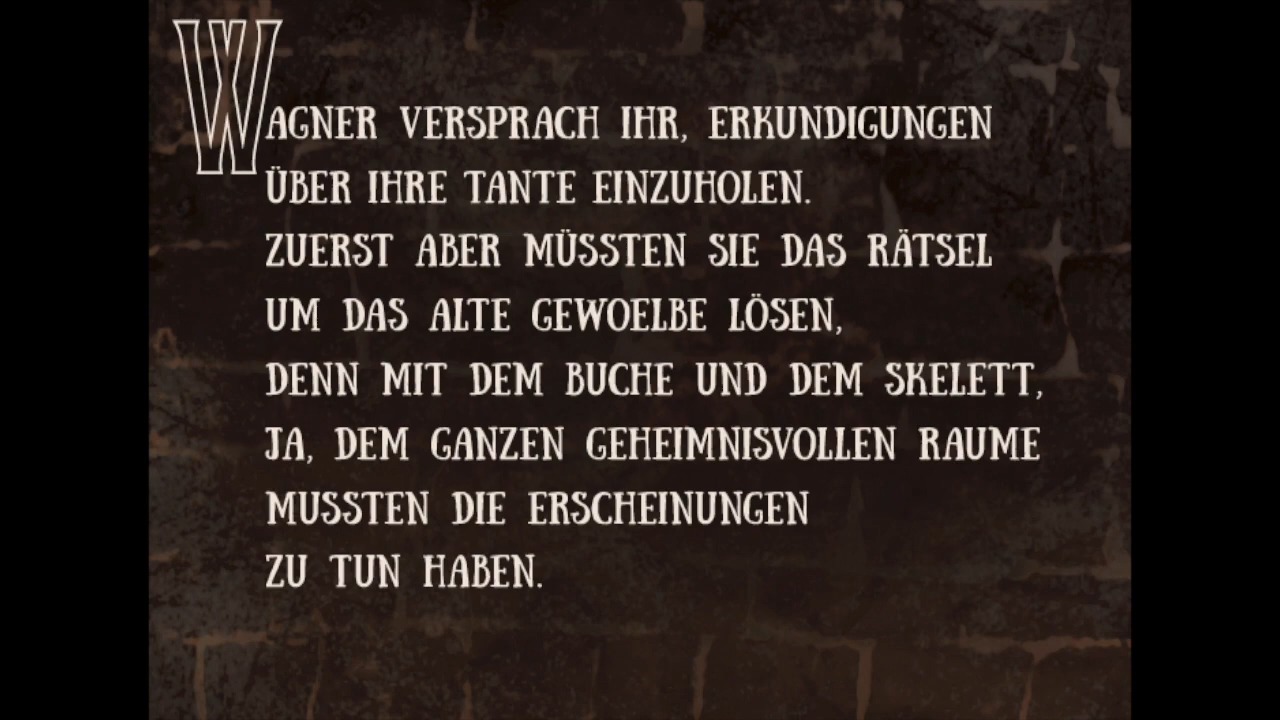 WAGNER VERSPRACH IHR, ERKUNDIGUNGEN
ÜBER IHRE TANTE EINZUHOLEN.
ZUERST ABER MÜSSTEN SIE DAS RÄTSEL
UM DAS ALTE GEWOELBE LÖSEN,
DENN MIT DEM BUCHE UND DEM SKELETT,
JA, DEM GANZEN GEHEIMNISVOLLEN RAUME
MUSSTEN DIE ERSCHEINUNGEN
ZU TUN HABEN.